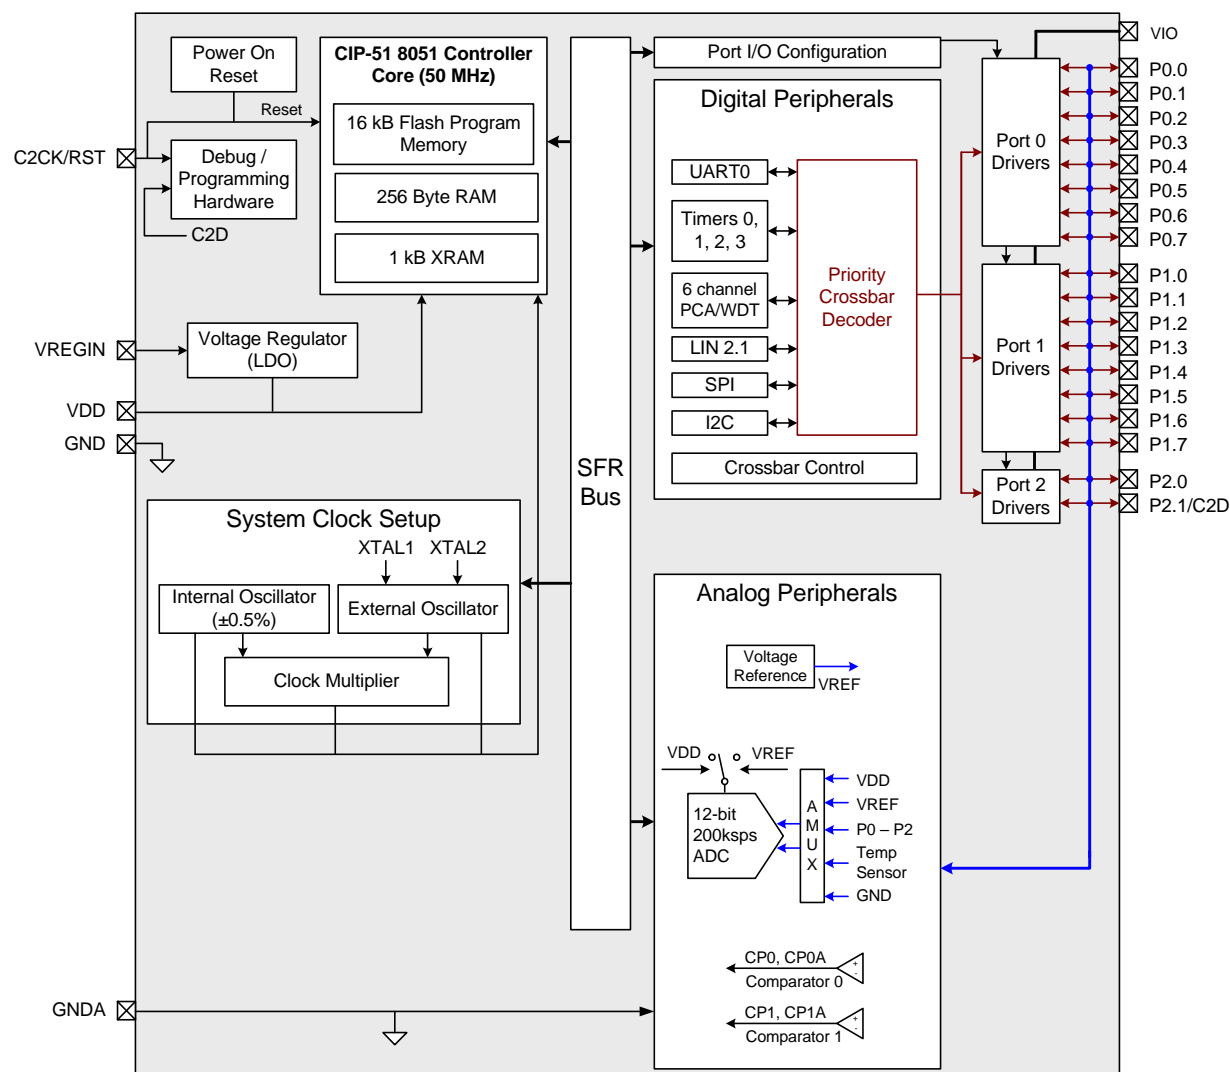 Power On
Reset
CIP-51 8051 Controller
Core (50 MHz)
Port I/O Configuration
VIO
P0.0
P0.1
P0.2
P0.3
P0.4
P0.5
P0.6
P0.7
P1.0
P1.1
P1.2
P1.3
P1.4
P1.5
P1.6
P1.7
P2.0
P2.1/C2D
Reset
16 kB Flash Program
Memory
256 Byte RAM
1 kB XRAM
C2CK/RST
Debug /
Programming
Hardware
C2D
VREGIN
Voltage Regulator
(LDO)
VDD
GND
SFR
Bus
Digital Peripherals
UART0
Timers 0,
1, 2, 3
6 channel
PCA/WDT
LIN 2.1
SPI
I2C
Priority
Crossbar
Decoder
Crossbar Control
Port 0
Drivers
Port 1
Drivers
Port 2
Drivers
System Clock Setup
XTAL1
XTAL2
Internal Oscillator
(±0.5%)
External Oscillator
Clock Multiplier
Analog Peripherals
Voltage
Reference
VREF
VDD
VREF
12-bit
200ksps
ADC
A
M
U
X
VDD
VREF
P0 – P2
Temp
Sensor
GND
CP0, CP0A
+
-
Comparator 0
CP1, CP1A
+
-
Comparator 1
GNDA